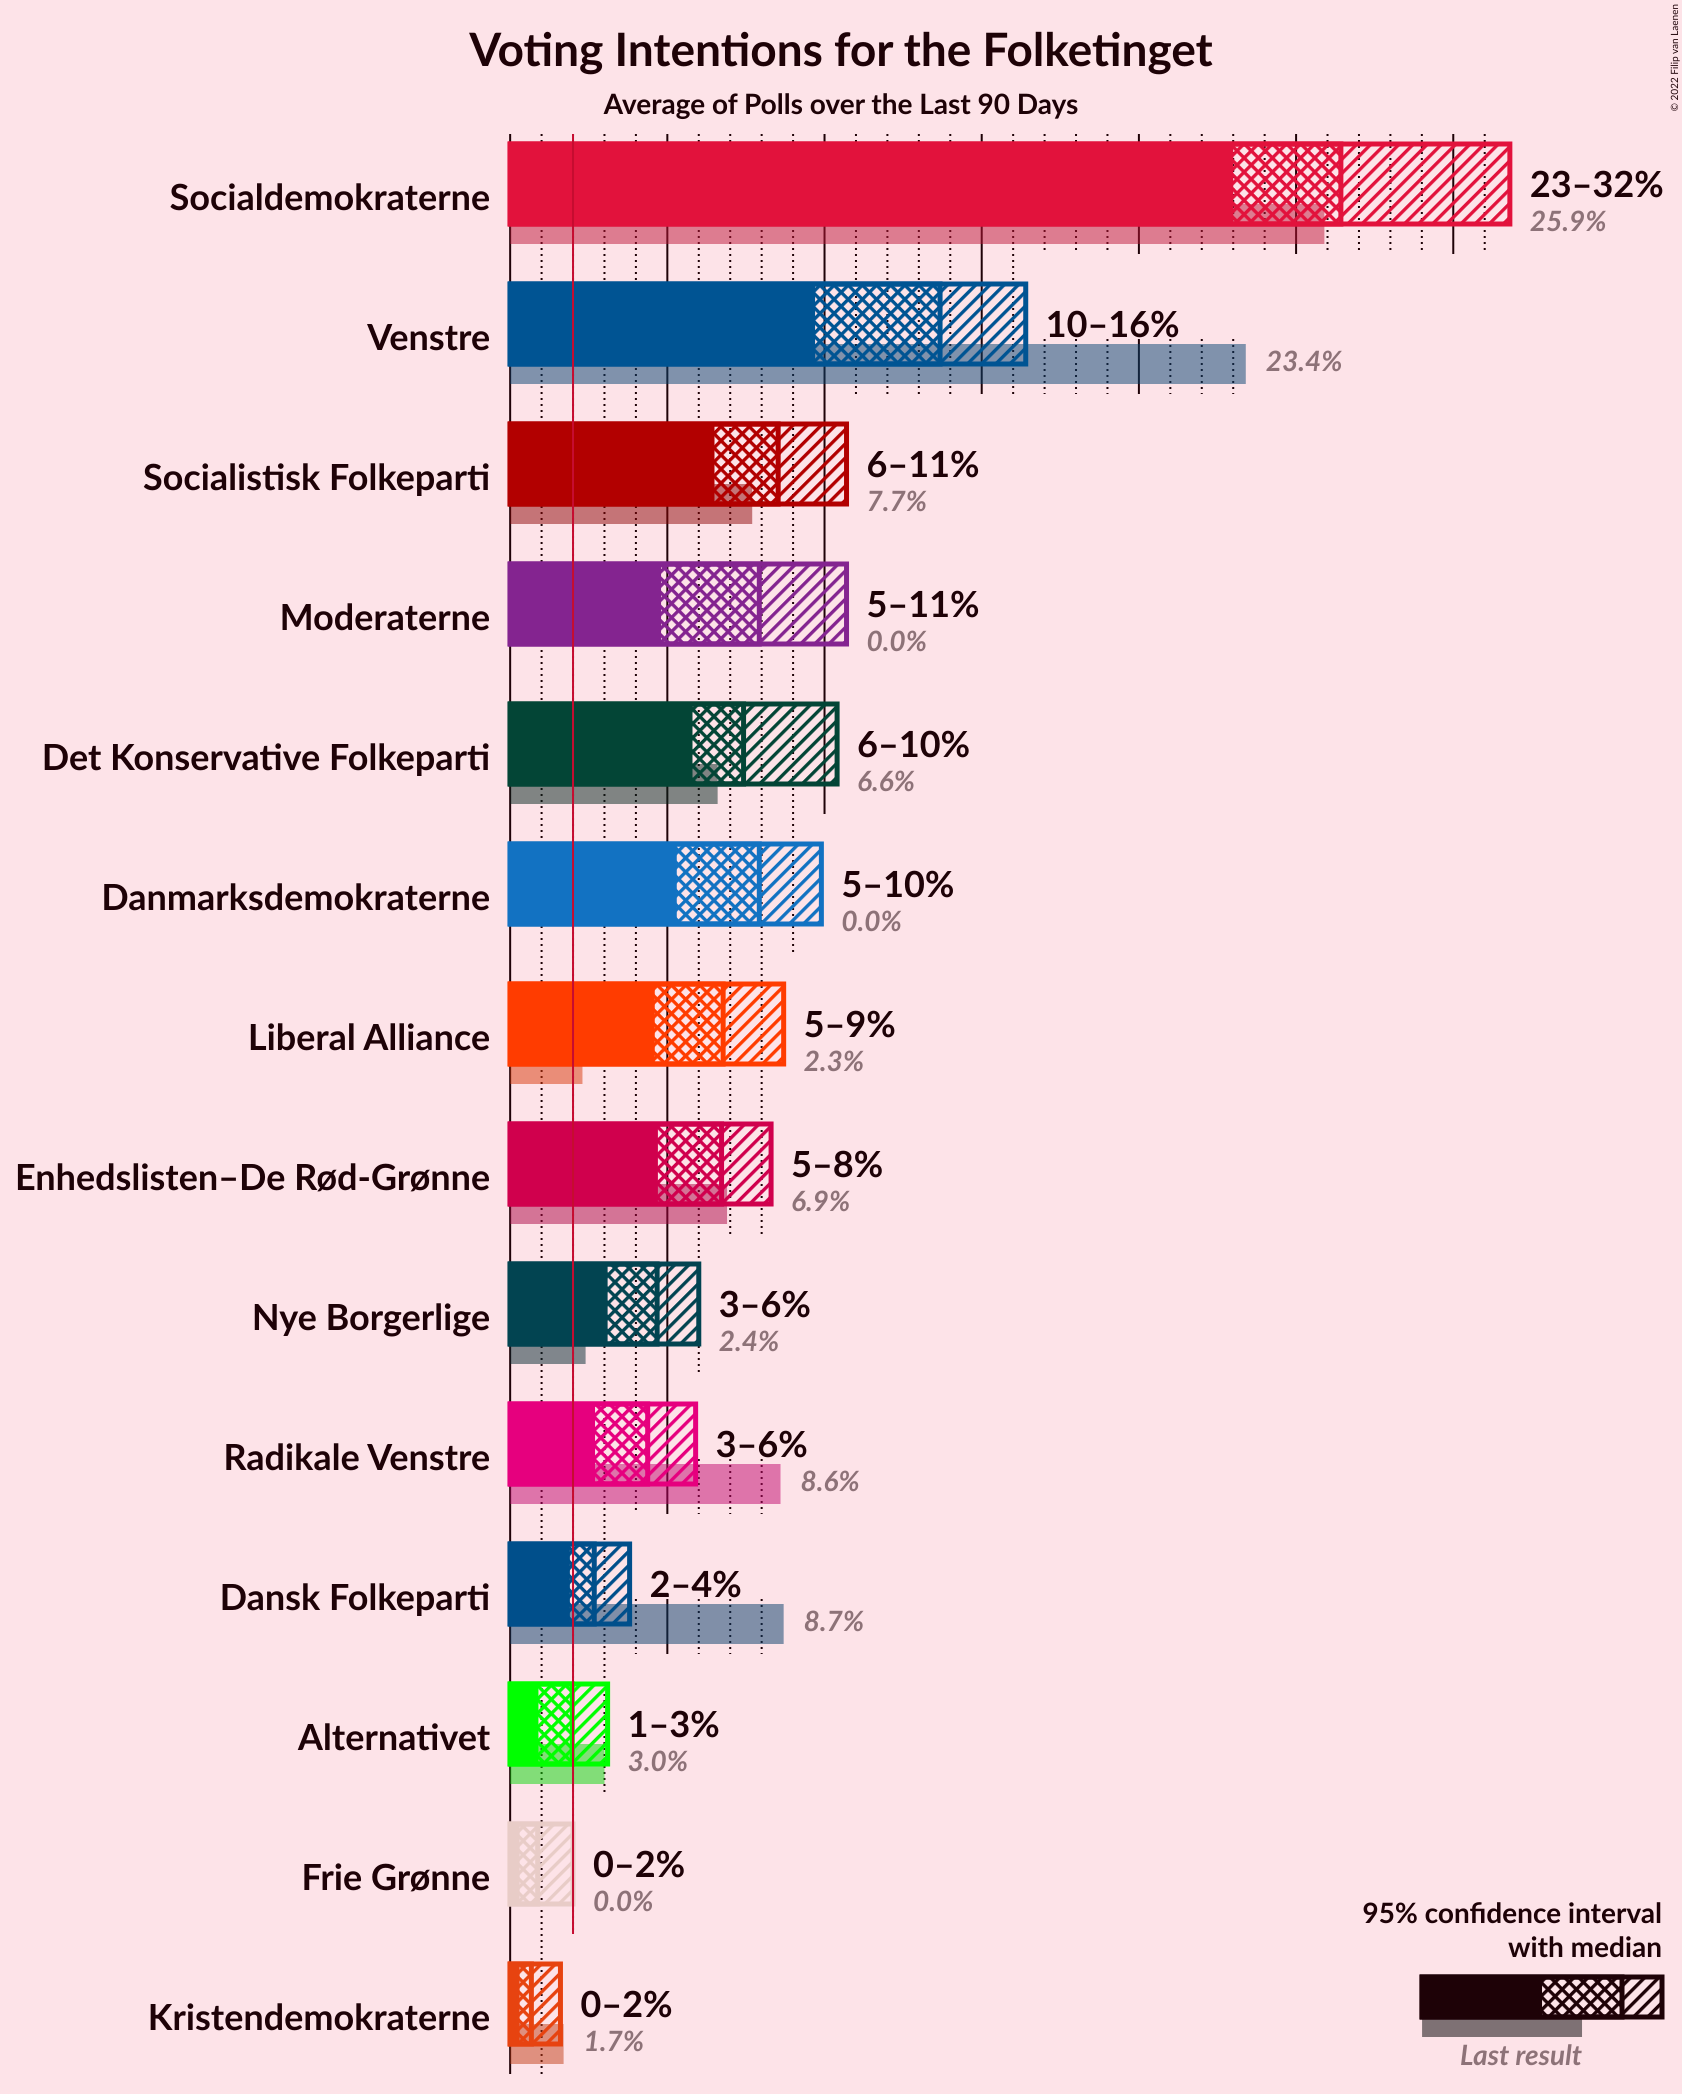 Voting Intentions for the Folketinget
Average of Polls over the Last 90 Days
© 2022 Filip van Laenen
Socialdemokraterne
23–32%
25.9%
Venstre
10–16%
23.4%
Socialistisk Folkeparti
6–11%
7.7%
Moderaterne
5–11%
0.0%
Det Konservative Folkeparti
6–10%
6.6%
Danmarksdemokraterne
5–10%
0.0%
Liberal Alliance
5–9%
2.3%
Enhedslisten–De Rød-Grønne
5–8%
6.9%
Nye Borgerlige
3–6%
2.4%
Radikale Venstre
3–6%
8.6%
Dansk Folkeparti
2–4%
8.7%
Alternativet
1–3%
3.0%
Frie Grønne
0–2%
0.0%
Kristendemokraterne
0–2%
1.7%
95% confidence interval
with median
Last result